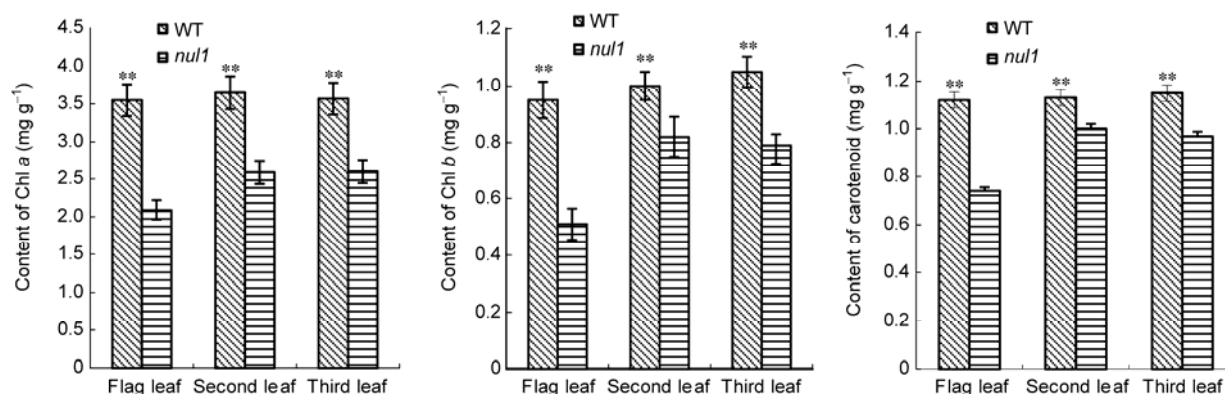 Content of Chl a (mg g⁻¹)
4.5
4.0
3.5
3.0
2.5
2.0
1.5
1.0
0.5
0
WT
nul1
**
**
**
Flag leaf
Second leaf
Third leaf
Content of Chl b (mg g⁻¹)
1.2
1.0
0.8
0.6
0.4
0.2
0
WT
nul1
**
**
**
Flag leaf
Second leaf
Third leaf
Content of carotenoid (mg g⁻¹)
1.4
1.2
1.0
0.8
0.6
0.4
0.2
0
WT
nul1
**
**
**
Flag leaf
Second leaf
Third leaf